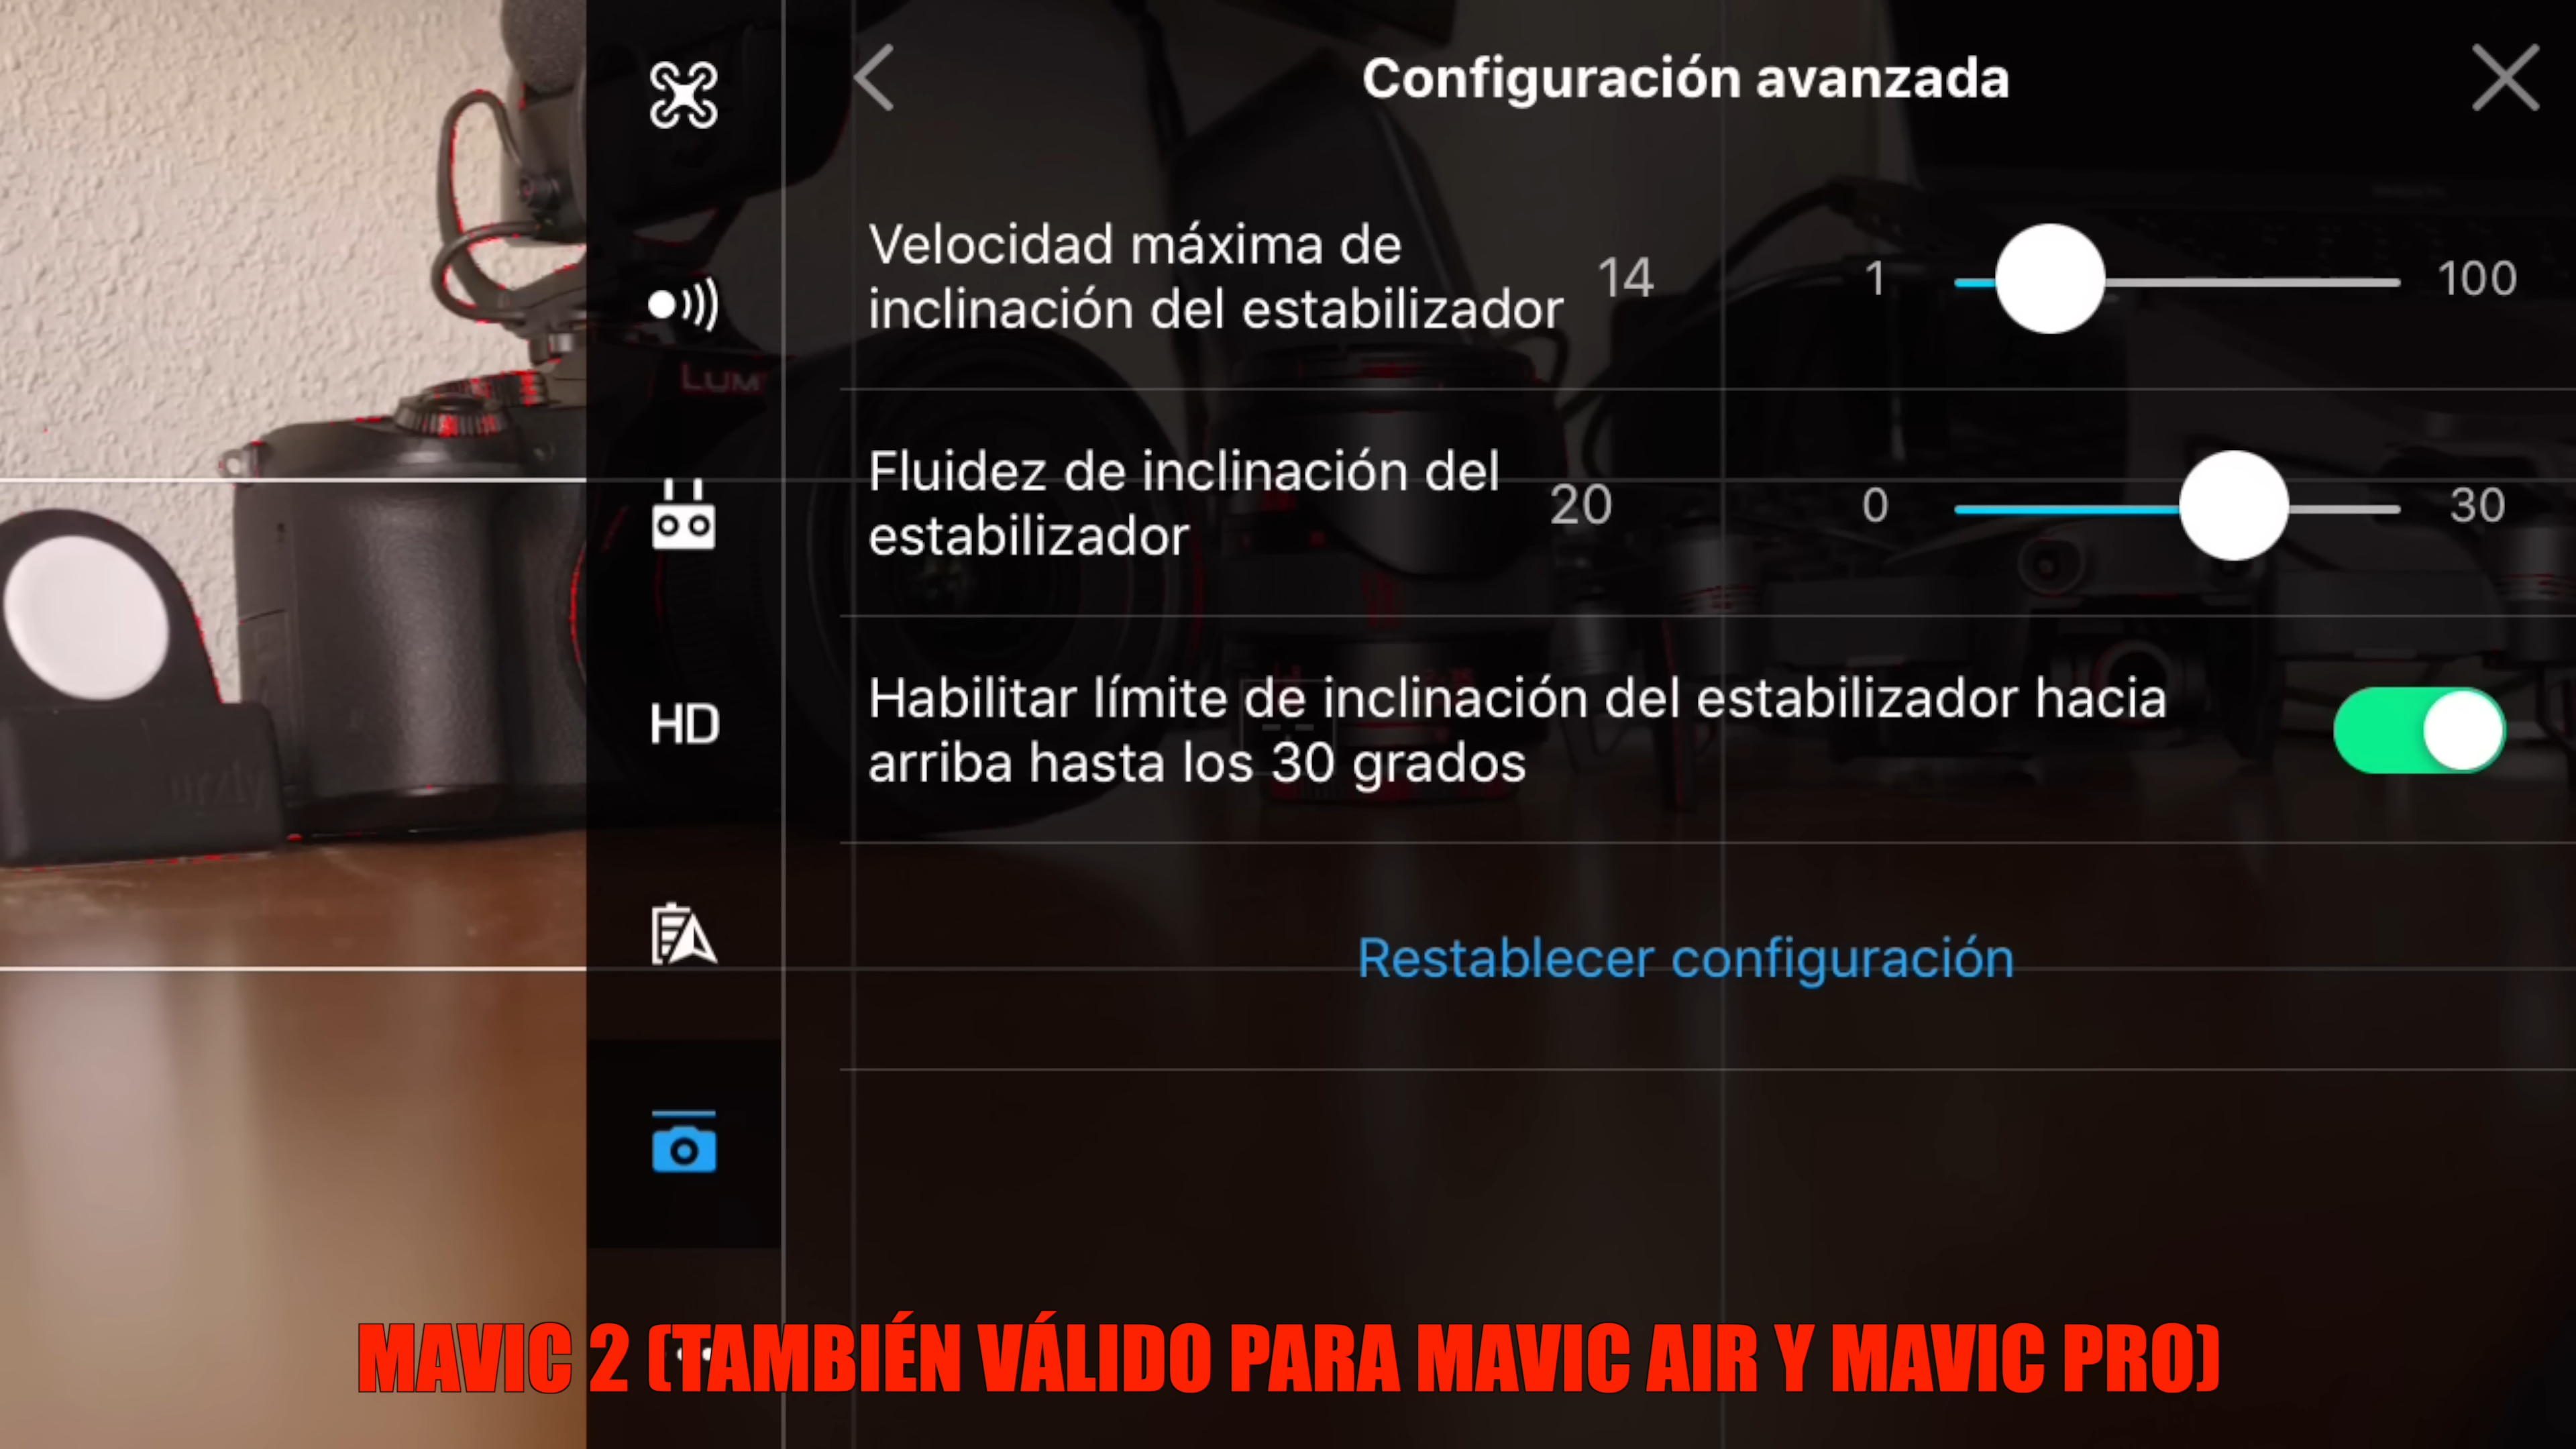 Configuración avanzada
Velocidad máxima de
inclinación del estabilizador
14
1
100
LUM
Fluidez de inclinación del
estabilizador
20
0
30
HD
Habilitar límite de inclinación del estabilizador hacia
arriba hasta los 30 grados
Restablecer configuración
MAVIC 2 (TAMBIÉN VÁLIDO PARA MAVIC AIR Y MAVIC PRO)